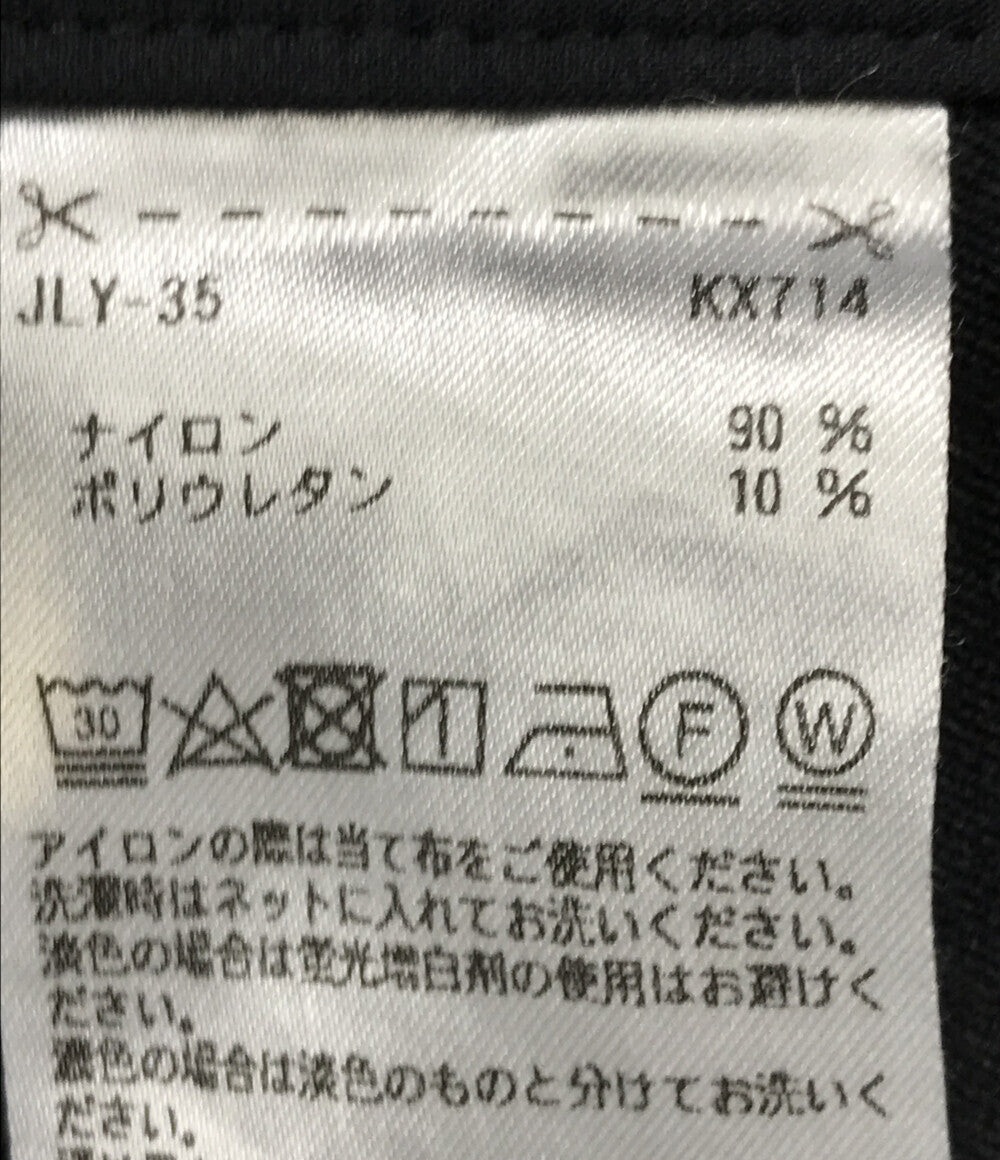 JLY-35 KX714
ナイロン 90 %
ポリウレタン 10 %
30 F W
アイロンの際は当て布をご使用ください。
洗濯時はネットに入れてお洗いください。
淡色の場合は蛍光増白剤の使用はお避けく
ださい。
濃色の場合は淡色のものと分けてお洗いく
ださい。